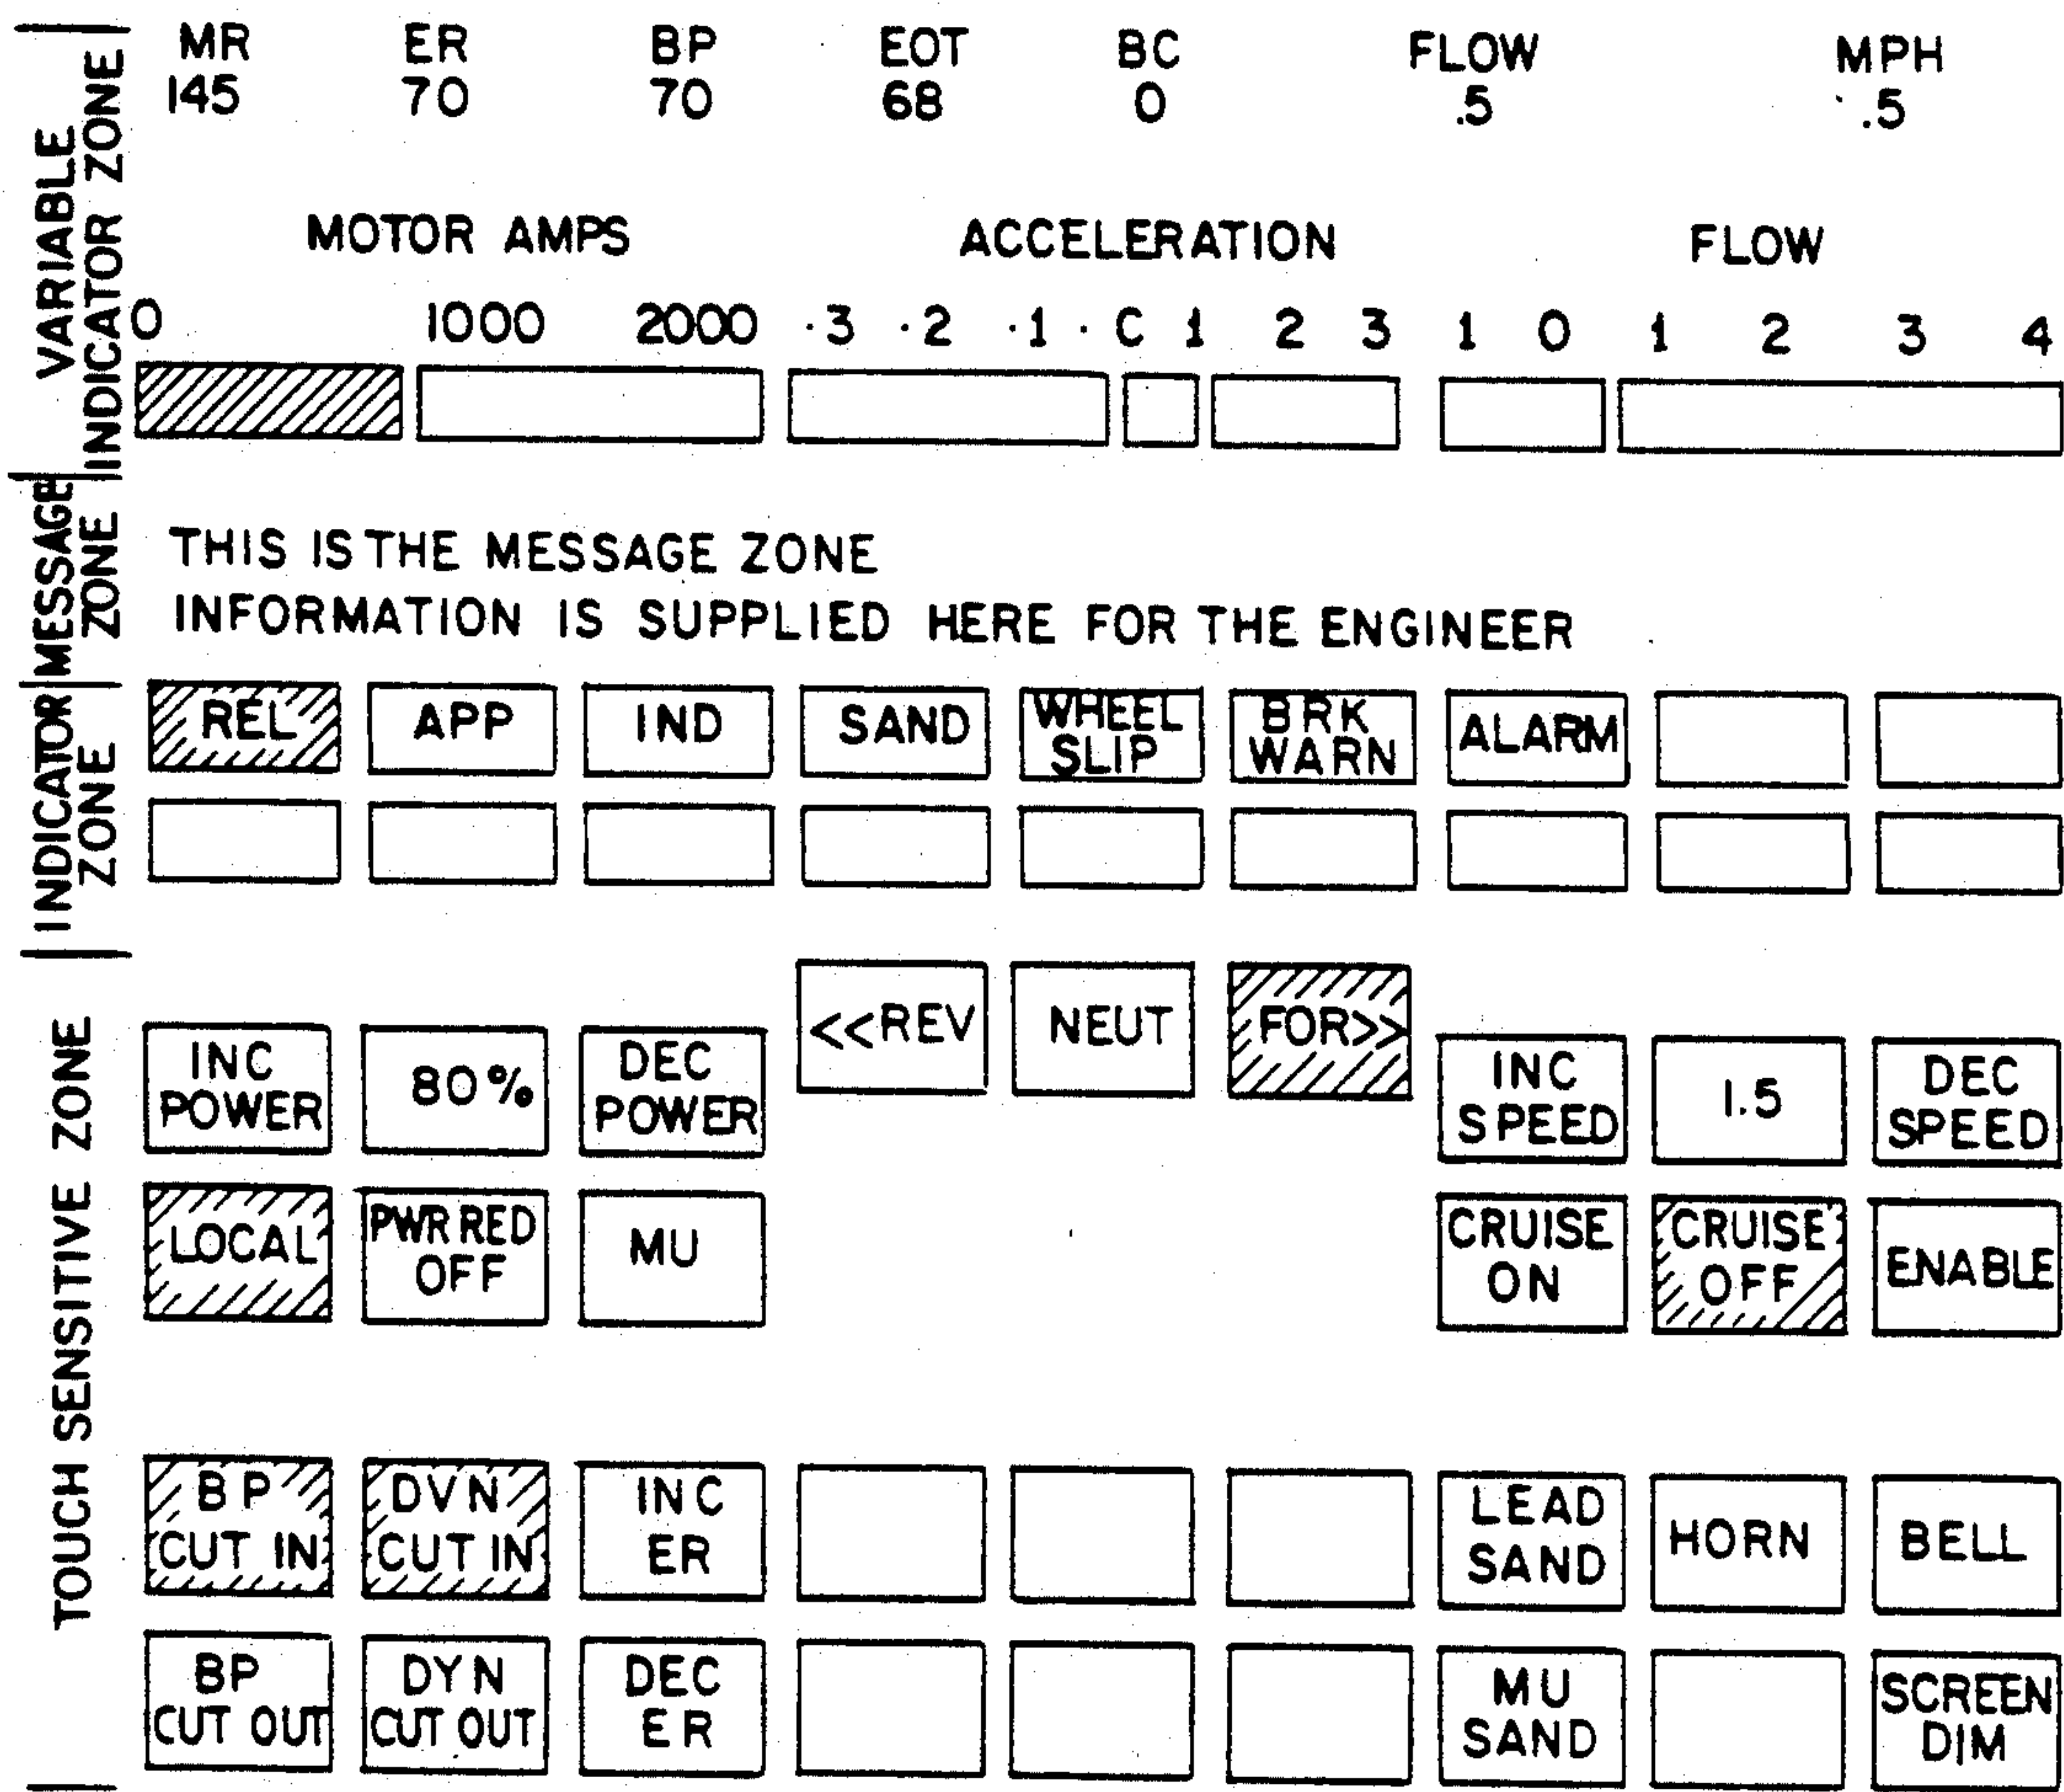 MR ER BP EOT BC FLOW MPH
145 70 70 68 0 .5 .5
VARIABLE
INDICATOR ZONE
MOTOR AMPS ACCELERATION FLOW
0 1000 2000 .3 .2 .1 . C 1 2 3 1 0 1 2 3 4
MESSAGE
ZONE
THIS IS THE MESSAGE ZONE
INFORMATION IS SUPPLIED HERE FOR THE ENGINEER
INDICATOR
ZONE
REL
APP
IND
SAND
WHEEL
SLIP
BRK
WARN
ALARM
TOUCH SENSITIVE ZONE
<<REV
NEUT
FOR>>
INC
POWER
80%
DEC
POWER
INC
SPEED
1.5
DEC
SPEED
LOCAL
PWR RED
OFF
MU
CRUISE
ON
CRUISE
OFF
ENABLE
BP
CUT IN
DVN
CUT IN
INC
ER
LEAD
SAND
HORN
BELL
BP
CUT OUT
DYN
CUT OUT
DEC
ER
MU
SAND
SCREEN
DIM